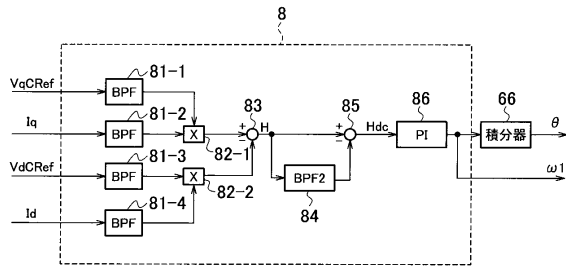 8
VqCRef
BPF
81-1
Iq
BPF
81-2
X
82-1
+
−
83
H
+
−
85
Hdc
86
PI
66
積分器
θ
VdCRef
BPF
81-3
X
82-2
BPF2
84
ω1
Id
BPF
81-4